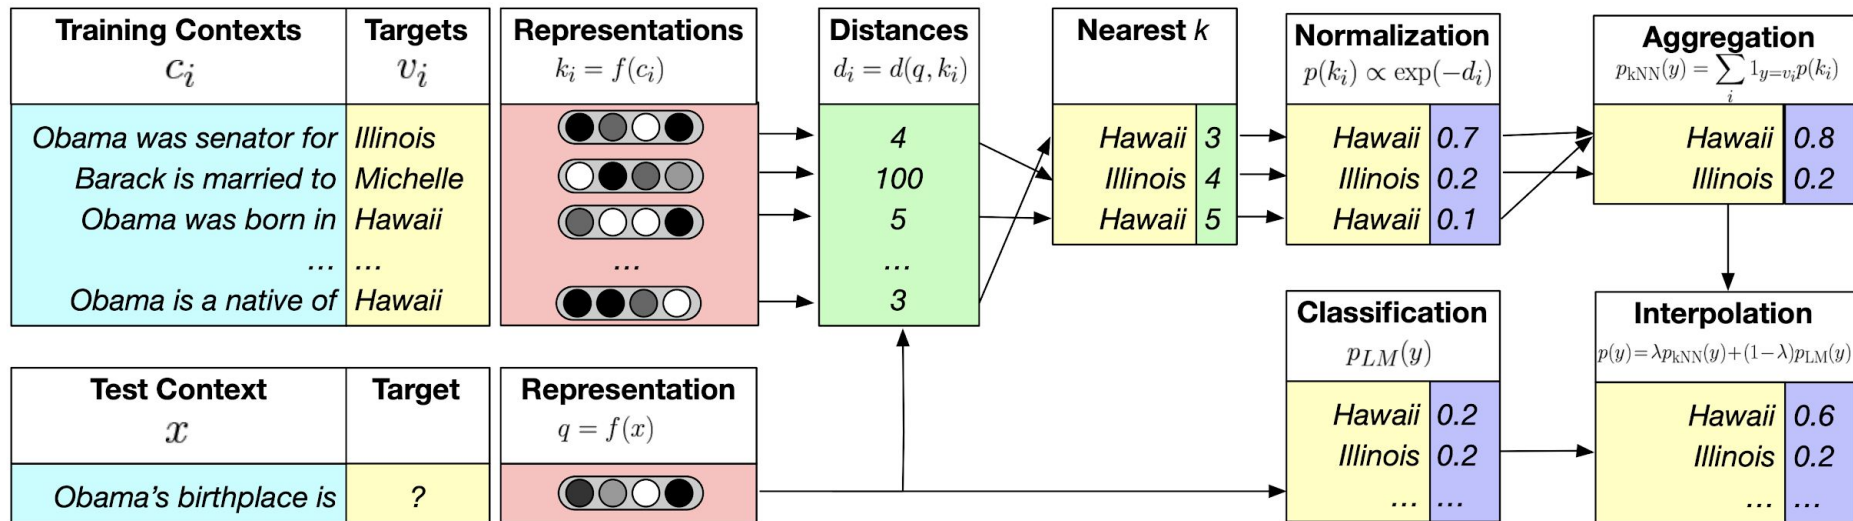 Training Contexts
c_i
Targets
v_i
Obama was senator for Illinois
Barack is married to Michelle
Obama was born in Hawaii
... ...
Obama is a native of Hawaii
Representations
k_i = f(c_i)
...
Distances
d_i = d(q, k_i)
4
100
5
...
3
Nearest k
Hawaii 3
Illinois 4
Hawaii 5
Normalization
p(k_i) ∝ exp(−d_i)
Hawaii 0.7
Illinois 0.2
Hawaii 0.1
Aggregation
p_kNN(y) = ∑_i 1_{y=v_i} p(k_i)
Hawaii 0.8
Illinois 0.2
Test Context
x
Target
Obama's birthplace is ?
Representation
q = f(x)
Classification
p_LM(y)
Hawaii 0.2
Illinois 0.2
... ...
Interpolation
p(y) = λp_kNN(y) + (1−λ)p_LM(y)
Hawaii 0.6
Illinois 0.2
... ...